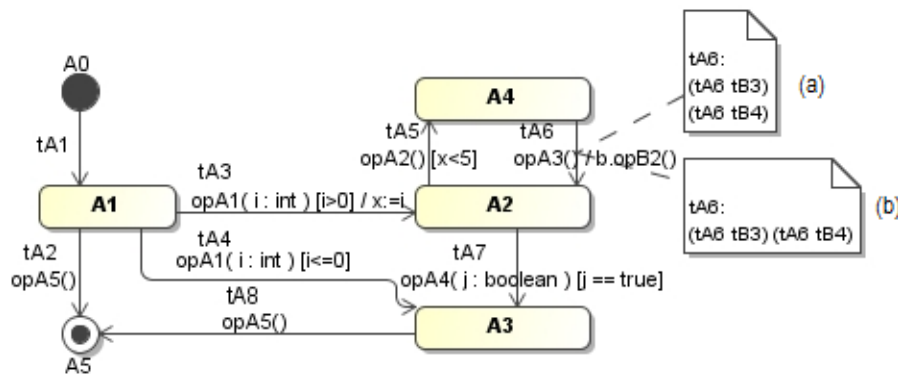 A0
tA1
A1
tA2
opA5()
A5
tA3
opA1( i : int ) [i>0] / x:=i
tA4
opA1( i : int ) [i<=0]
tA8
opA5()
A4
tA5
opA2() [x<5]
tA6
opA3() / b.opB2()
A2
tA7
opA4( j : boolean ) [j == true]
A3
tA6:
(tA6 tB3)
(tA6 tB4)
(a)
tA6:
(tA6 tB3) (tA6 tB4)
(b)